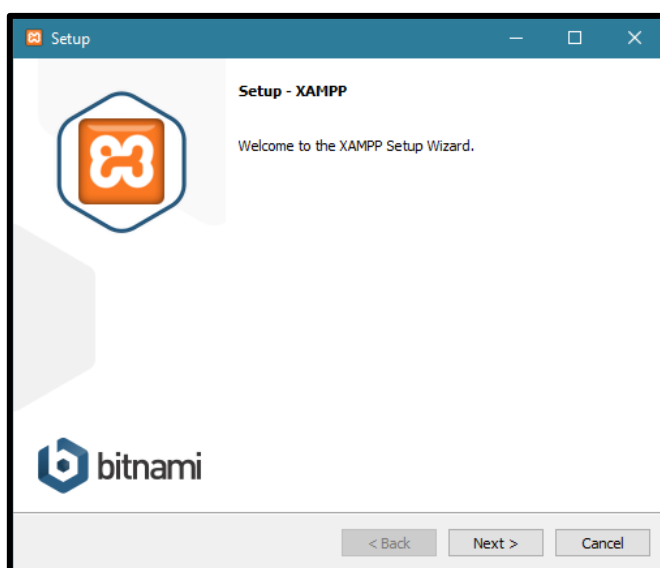 Setup
Setup - XAMPP
Welcome to the XAMPP Setup Wizard.
bitnami
< Back
Next >
Cancel